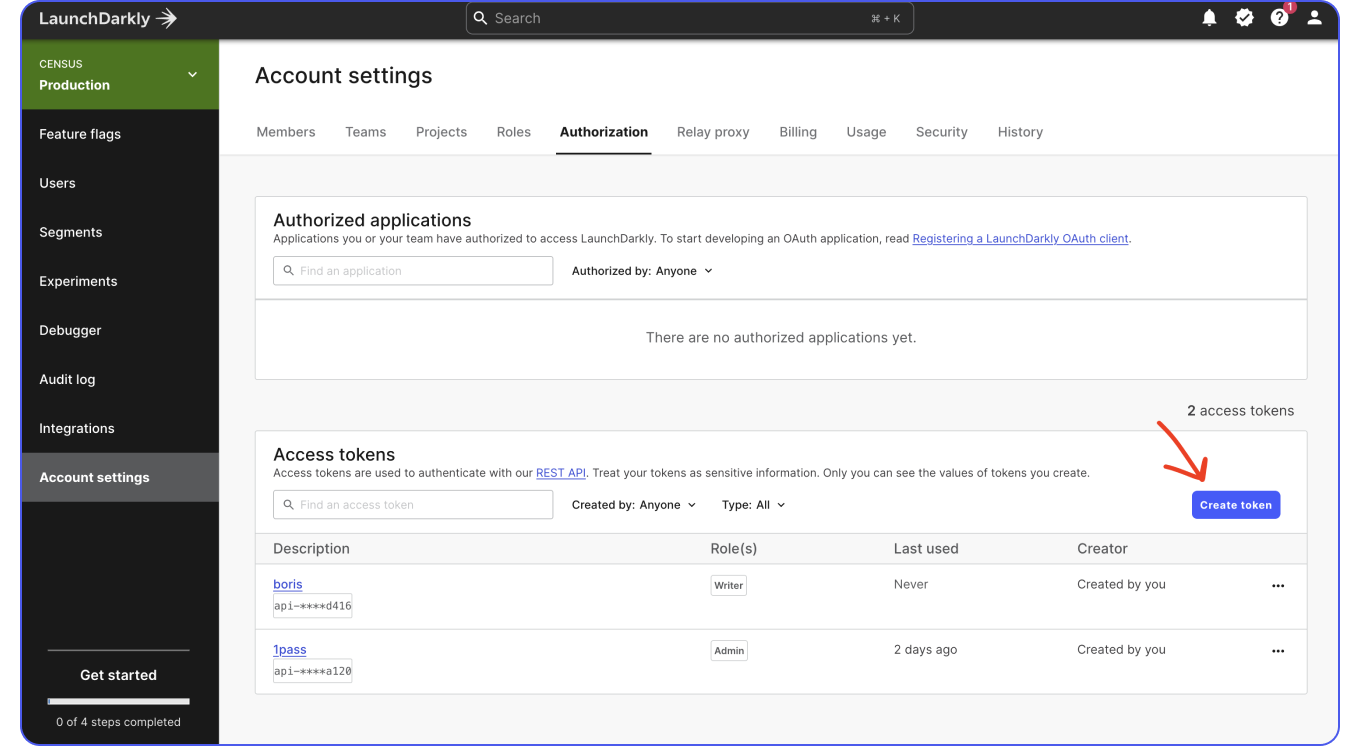 LaunchDarkly
Search
⌘ + K
1
CENSUS
Production
Feature flags
Users
Segments
Experiments
Debugger
Audit log
Integrations
Account settings
Get started
0 of 4 steps completed
Account settings
Members Teams Projects Roles Authorization Relay proxy Billing Usage Security History
Authorized applications
Applications you or your team have authorized to access LaunchDarkly. To start developing an OAuth application, read Registering a LaunchDarkly OAuth client.
Find an application Authorized by: Anyone
There are no authorized applications yet.
2 access tokens
Access tokens
Access tokens are used to authenticate with our REST API. Treat your tokens as sensitive information. Only you can see the values of tokens you create.
Find an access token Created by: Anyone Type: All Create token
Description Role(s) Last used Creator
boris Writer Never Created by you
api-****d416
1pass Admin 2 days ago Created by you
api-****a120